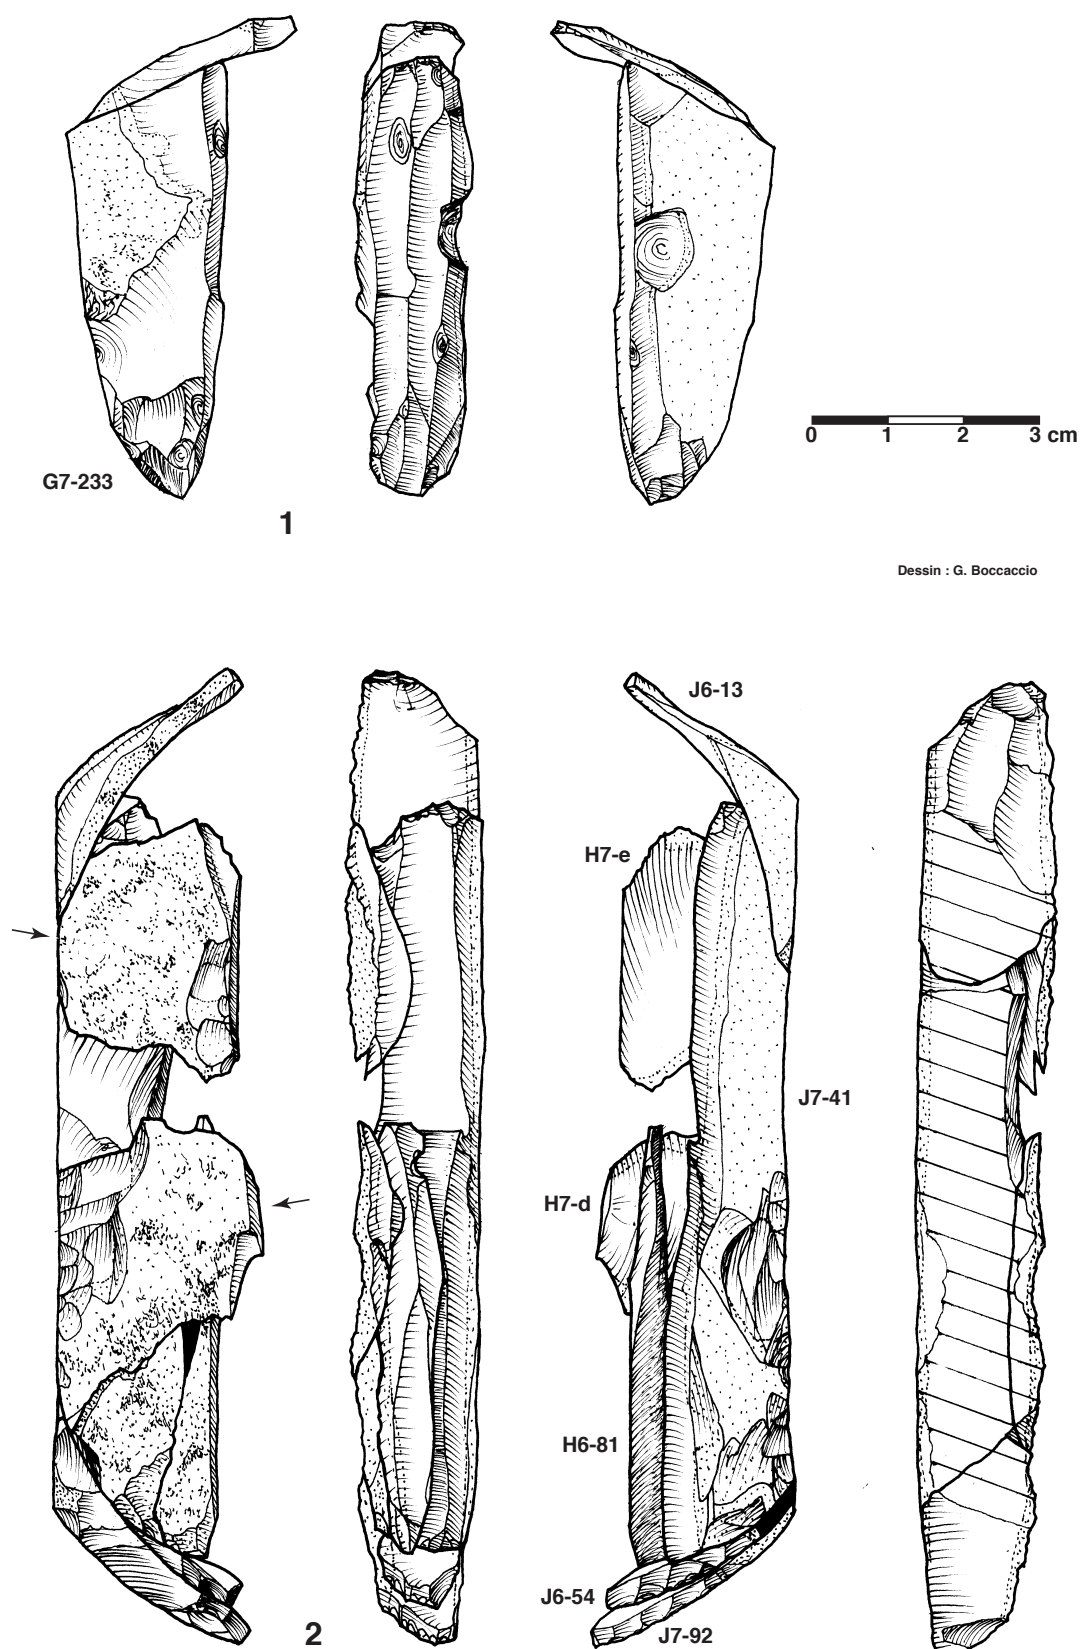 0 1 2 3 cm
G7-233
1
Dessin : G. Boccaccio
J6-13
H7-e
J7-41
H7-d
H6-81
J6-54
J7-92
2